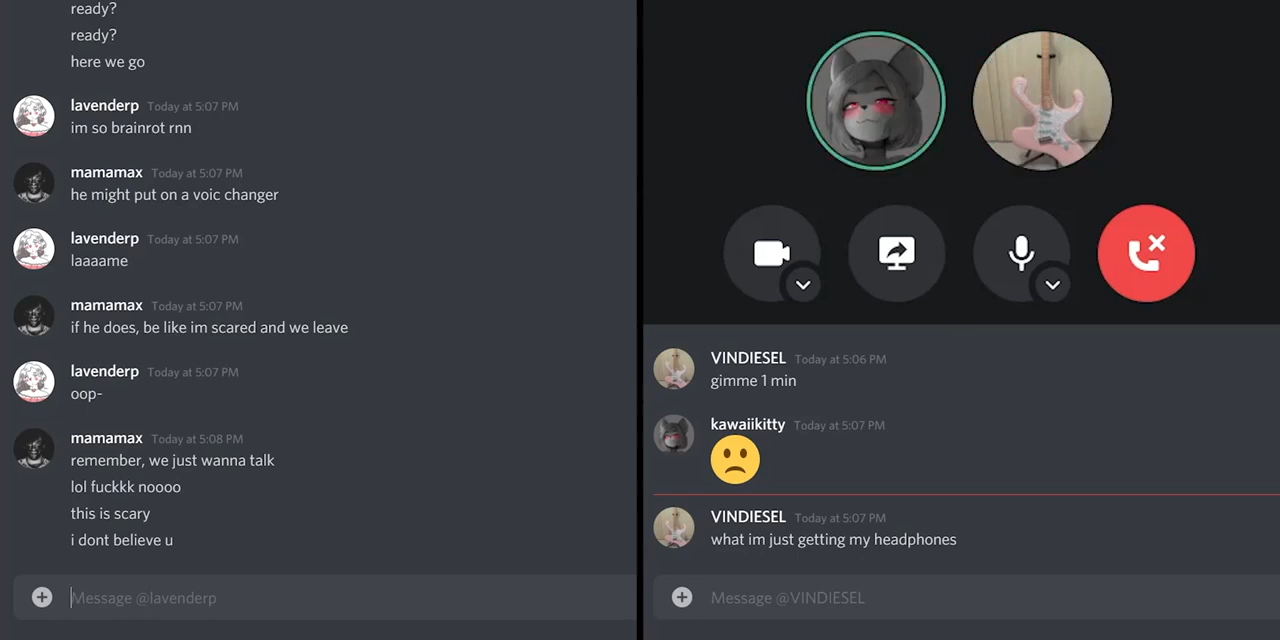 ready?
ready?
here we go
lavenderp Today at 5:07 PM
im so brainrot rnn
mamamax Today at 5:07 PM
he might put on a voic changer
lavenderp Today at 5:07 PM
laaaame
mamamax Today at 5:07 PM
if he does, be like im scared and we leave
lavenderp Today at 5:07 PM
oop-
mamamax Today at 5:08 PM
remember, we just wanna talk
lol fuckkk noooo
this is scary
i dont believe u
Message @lavenderp
VINDIESEL Today at 5:06 PM
gimme 1 min
kawaiikitty Today at 5:07 PM
VINDIESEL Today at 5:07 PM
what im just getting my headphones
Message @VINDIESEL